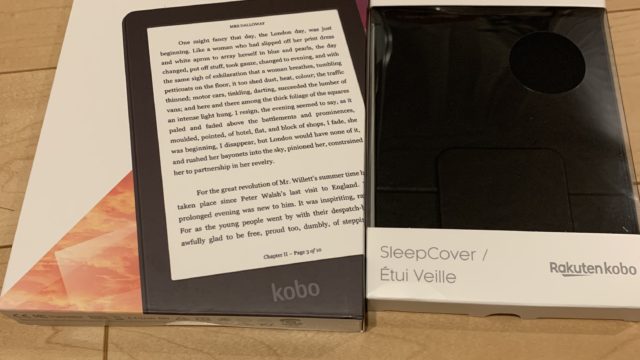 MRS DALLOWAY
One might fancy that day, the London day, was just
beginning. Like a woman who had slipped off her print dress
and white apron to array herself in blue and pearls, the day
changed, put off stuff, took gauze, changed to evening, and with
the same sigh of exhilaration that a woman breathes, tumbling
petticoats on the floor, it too shed dust, heat, colour; the traffic
thinned; motor cars, tinkling, darting, succeeded the lumber of
vans; and here and there among the thick foliage of the squares
an intense light hung. I resign, the evening seemed to say, as it
paled and faded above the battlements and prominences,
moulded, pointed, of hotel, flat, and block of shops, I fade, she
was beginning, I disappear, but London would have none of it,
and rushed her bayonets into the sky, pinioned her, constrained
her to partnership in her revelry.
For the great revolution of Mr. Willett's summer time h
taken place since Peter Walsh's last visit to England.
prolonged evening was new to him. It was inspiriting, ra
For as the young people went by with their despatch-b
awfully glad to be free, proud too, dumbly, of steppin
Chapter II – Page 3 of 10
kobo
SleepCover /
Étui Veille
Rakuten kobo